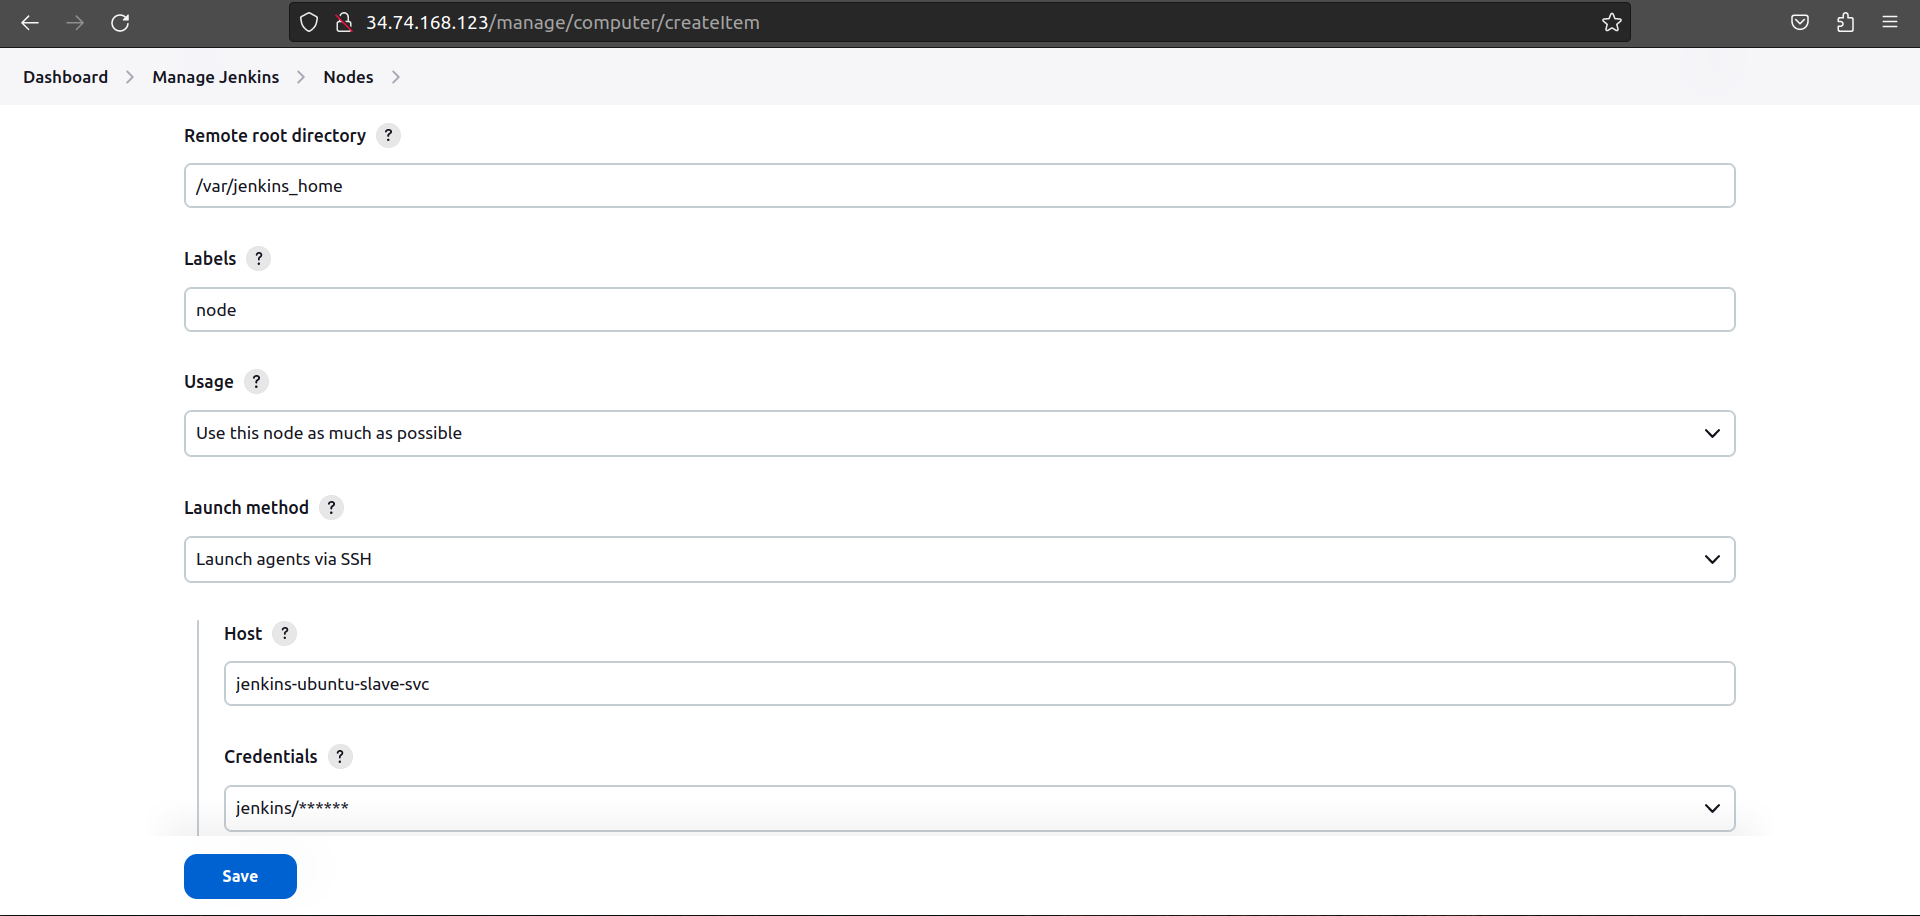 34.74.168.123/manage/computer/createItem
Dashboard > Manage Jenkins > Nodes >
Remote root directory ?
/var/jenkins_home
Labels ?
node
Usage ?
Use this node as much as possible
Launch method ?
Launch agents via SSH
Host ?
jenkins-ubuntu-slave-svc
Credentials ?
jenkins/******
Save